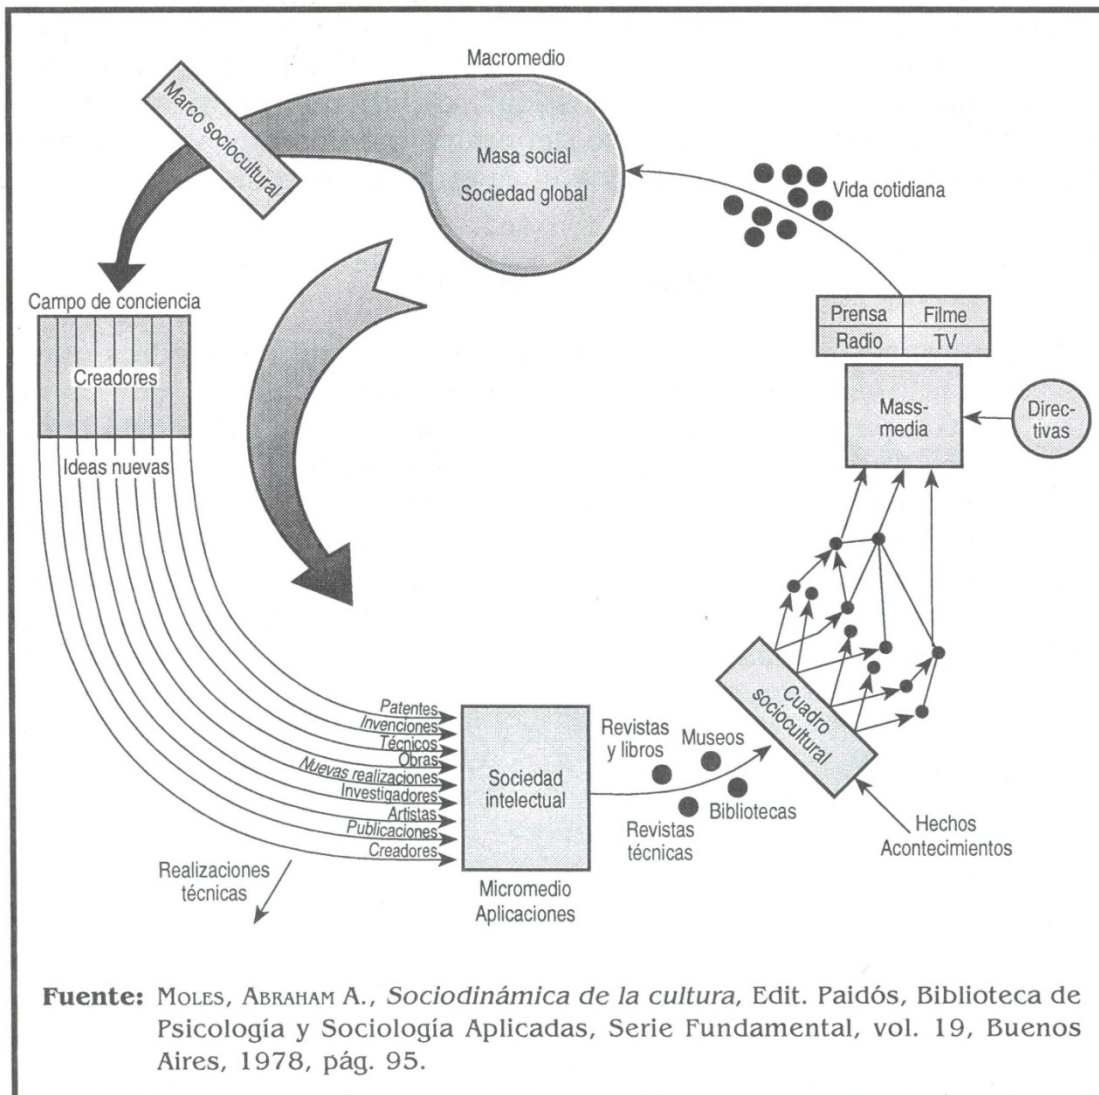 Macromedio
Marco sociocultural
Masa social
Sociedad global
Vida cotidiana
Campo de conciencia
Creadores
Ideas nuevas
Prensa
Filme
Radio
TV
Mass-
media
Direc-
tivas
Patentes
Invenciones
Técnicos
Obras
Nuevas realizaciones
Investigadores
Artistas
Publicaciones
Creadores
Realizaciones
técnicas
Sociedad
intelectual
Micromedio
Aplicaciones
Revistas
y libros
Museos
Bibliotecas
Revistas
técnicas
Cuadro
sociocultural
Hechos
Acontecimientos
Fuente: MOLES, ABRAHAM A., Sociodinámica de la cultura, Edit. Paidós, Biblioteca de
Psicología y Sociología Aplicadas, Serie Fundamental, vol. 19, Buenos
Aires, 1978, pág. 95.